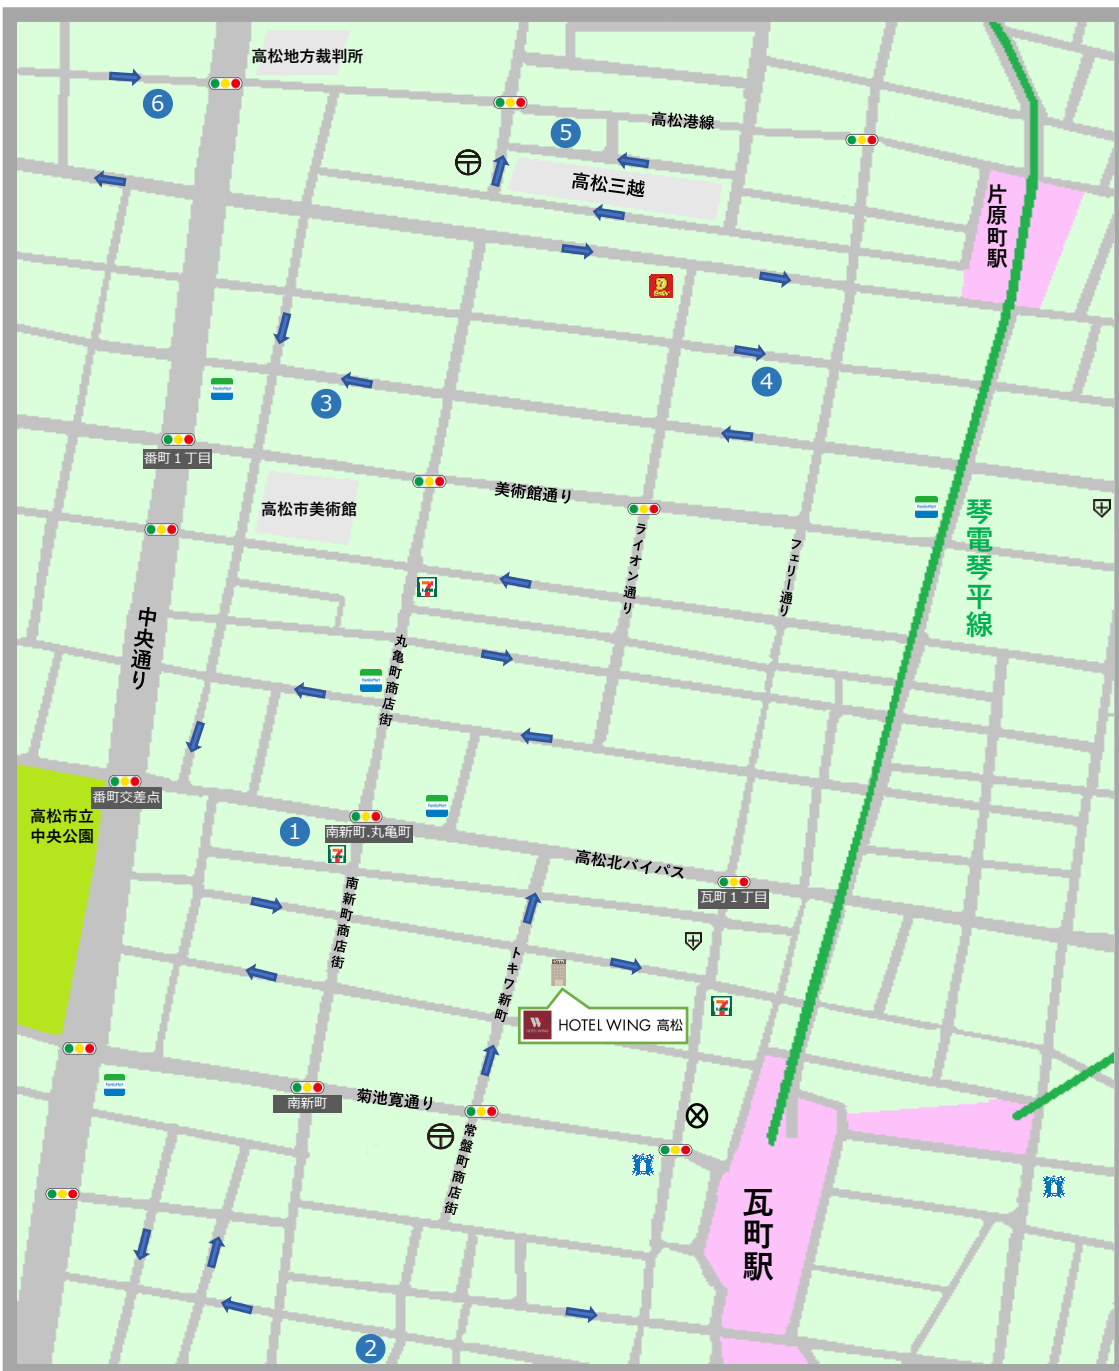 高松地方裁判所
6
5
高松港線
高松三越
片原町駅
4
3
番町1丁目
高松市美術館
美術館通り
ライオン通り
フェリー通り
琴電琴平線
7
中央通り
丸亀町商店街
番町交差点
高松市立
中央公園
1
南新町.丸亀町
7
高松北バイパス
瓦町1丁目
南新町商店街
トキワ新町
7
HOTEL WING 高松
南新町
菊池寛通り
常盤町商店街
瓦町駅
2